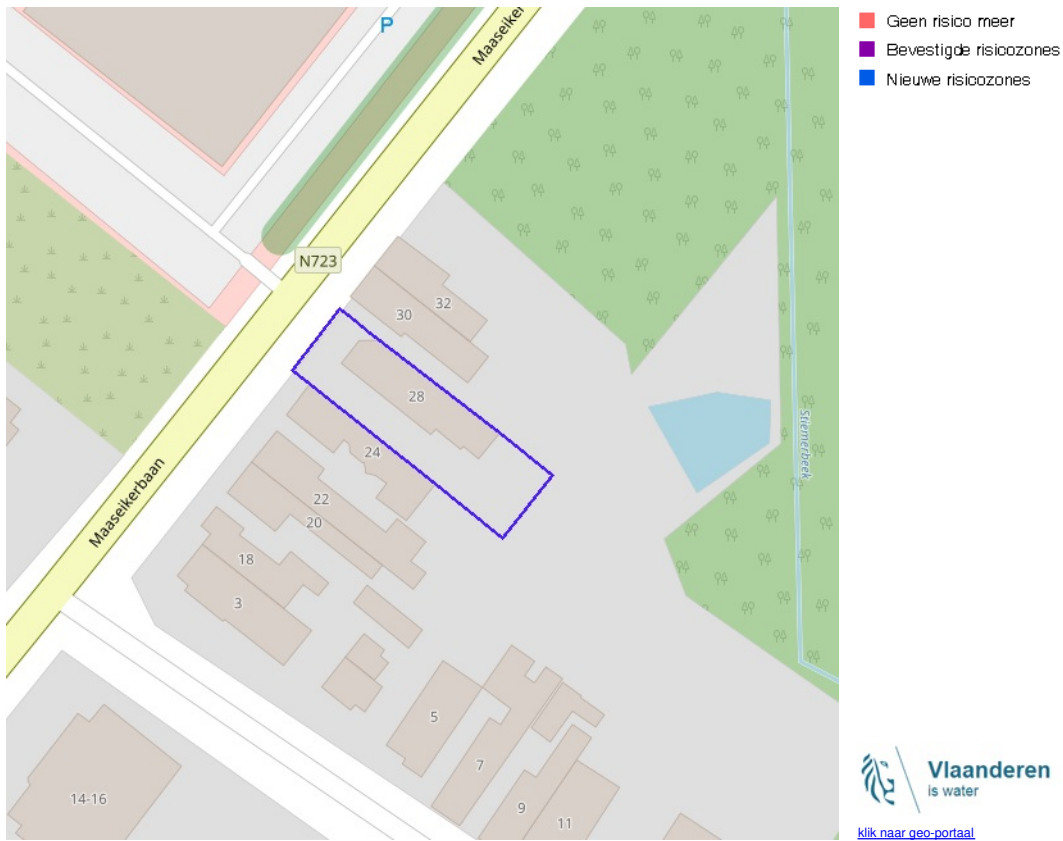 P
Maaseiker
N723
32
30
28
24
22
20
18
3
Maaseikerbaan
Stiemerbeek
5
7
9
11
14-16
Geen risico meer
Bevestigde risicozones
Nieuwe risicozones
Vlaanderen
is water
klik naar geo-portaal